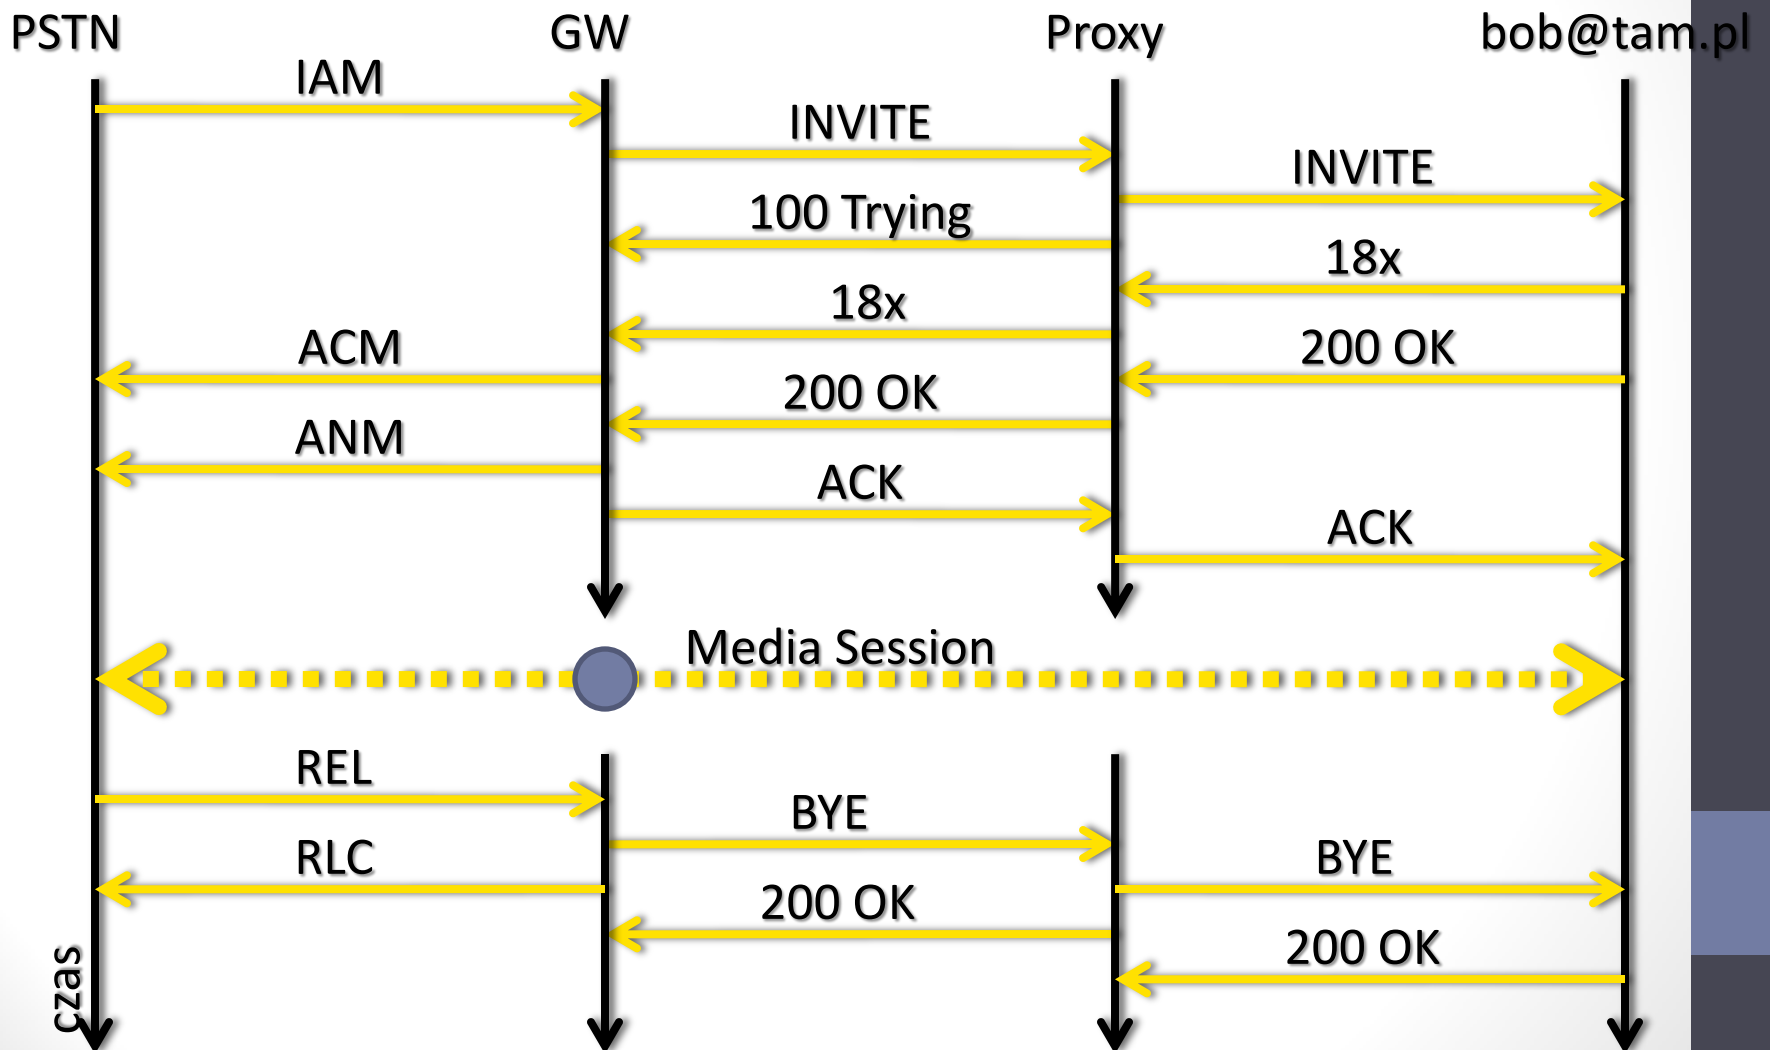 PSTN
GW
Proxy
bob@tam.pl
IAM
INVITE
INVITE
100 Trying
18x
18x
ACM
200 OK
200 OK
ANM
ACK
ACK
Media Session
REL
BYE
RLC
BYE
200 OK
200 OK
czas